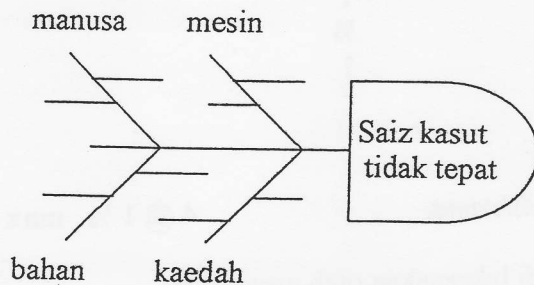 manusa
mesin
Saiz kasut
tidak tepat
bahan
kaedah